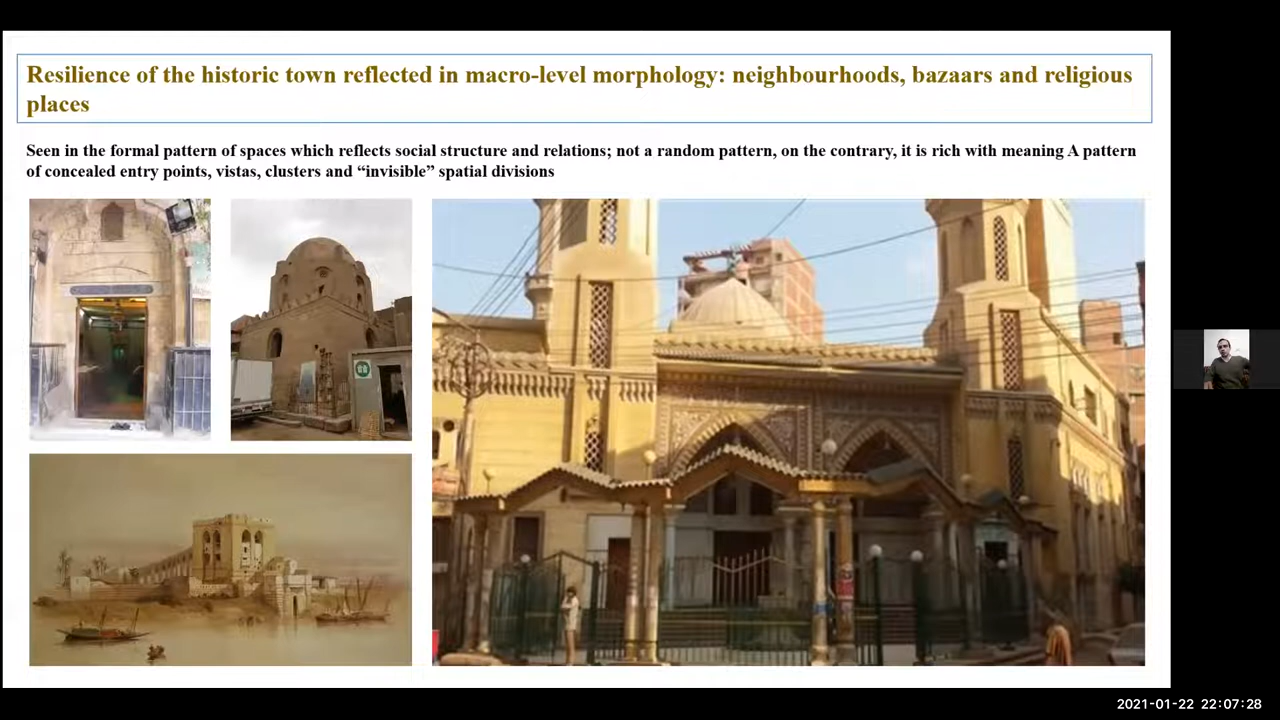 Resilience of the historic town reflected in macro-level morphology: neighbourhoods, bazaars and religious
places
Seen in the formal pattern of spaces which reflects social structure and relations; not a random pattern, on the contrary, it is rich with meaning A pattern
of concealed entry points, vistas, clusters and “invisible” spatial divisions
2021-01-22 22:07:28